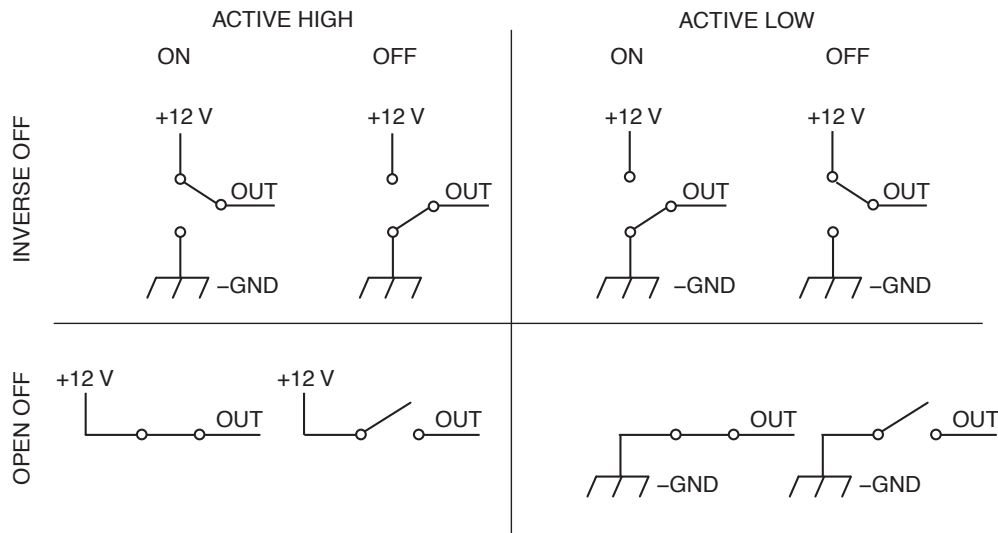 ACTIVE HIGH
ACTIVE LOW
ON
OFF
ON
OFF
INVERSE OFF
+12 V
+12 V
+12 V
+12 V
OUT
OUT
OUT
OUT
–GND
–GND
–GND
OPEN OFF
+12 V
+12 V
OUT
OUT
OUT
OUT
–GND
–GND